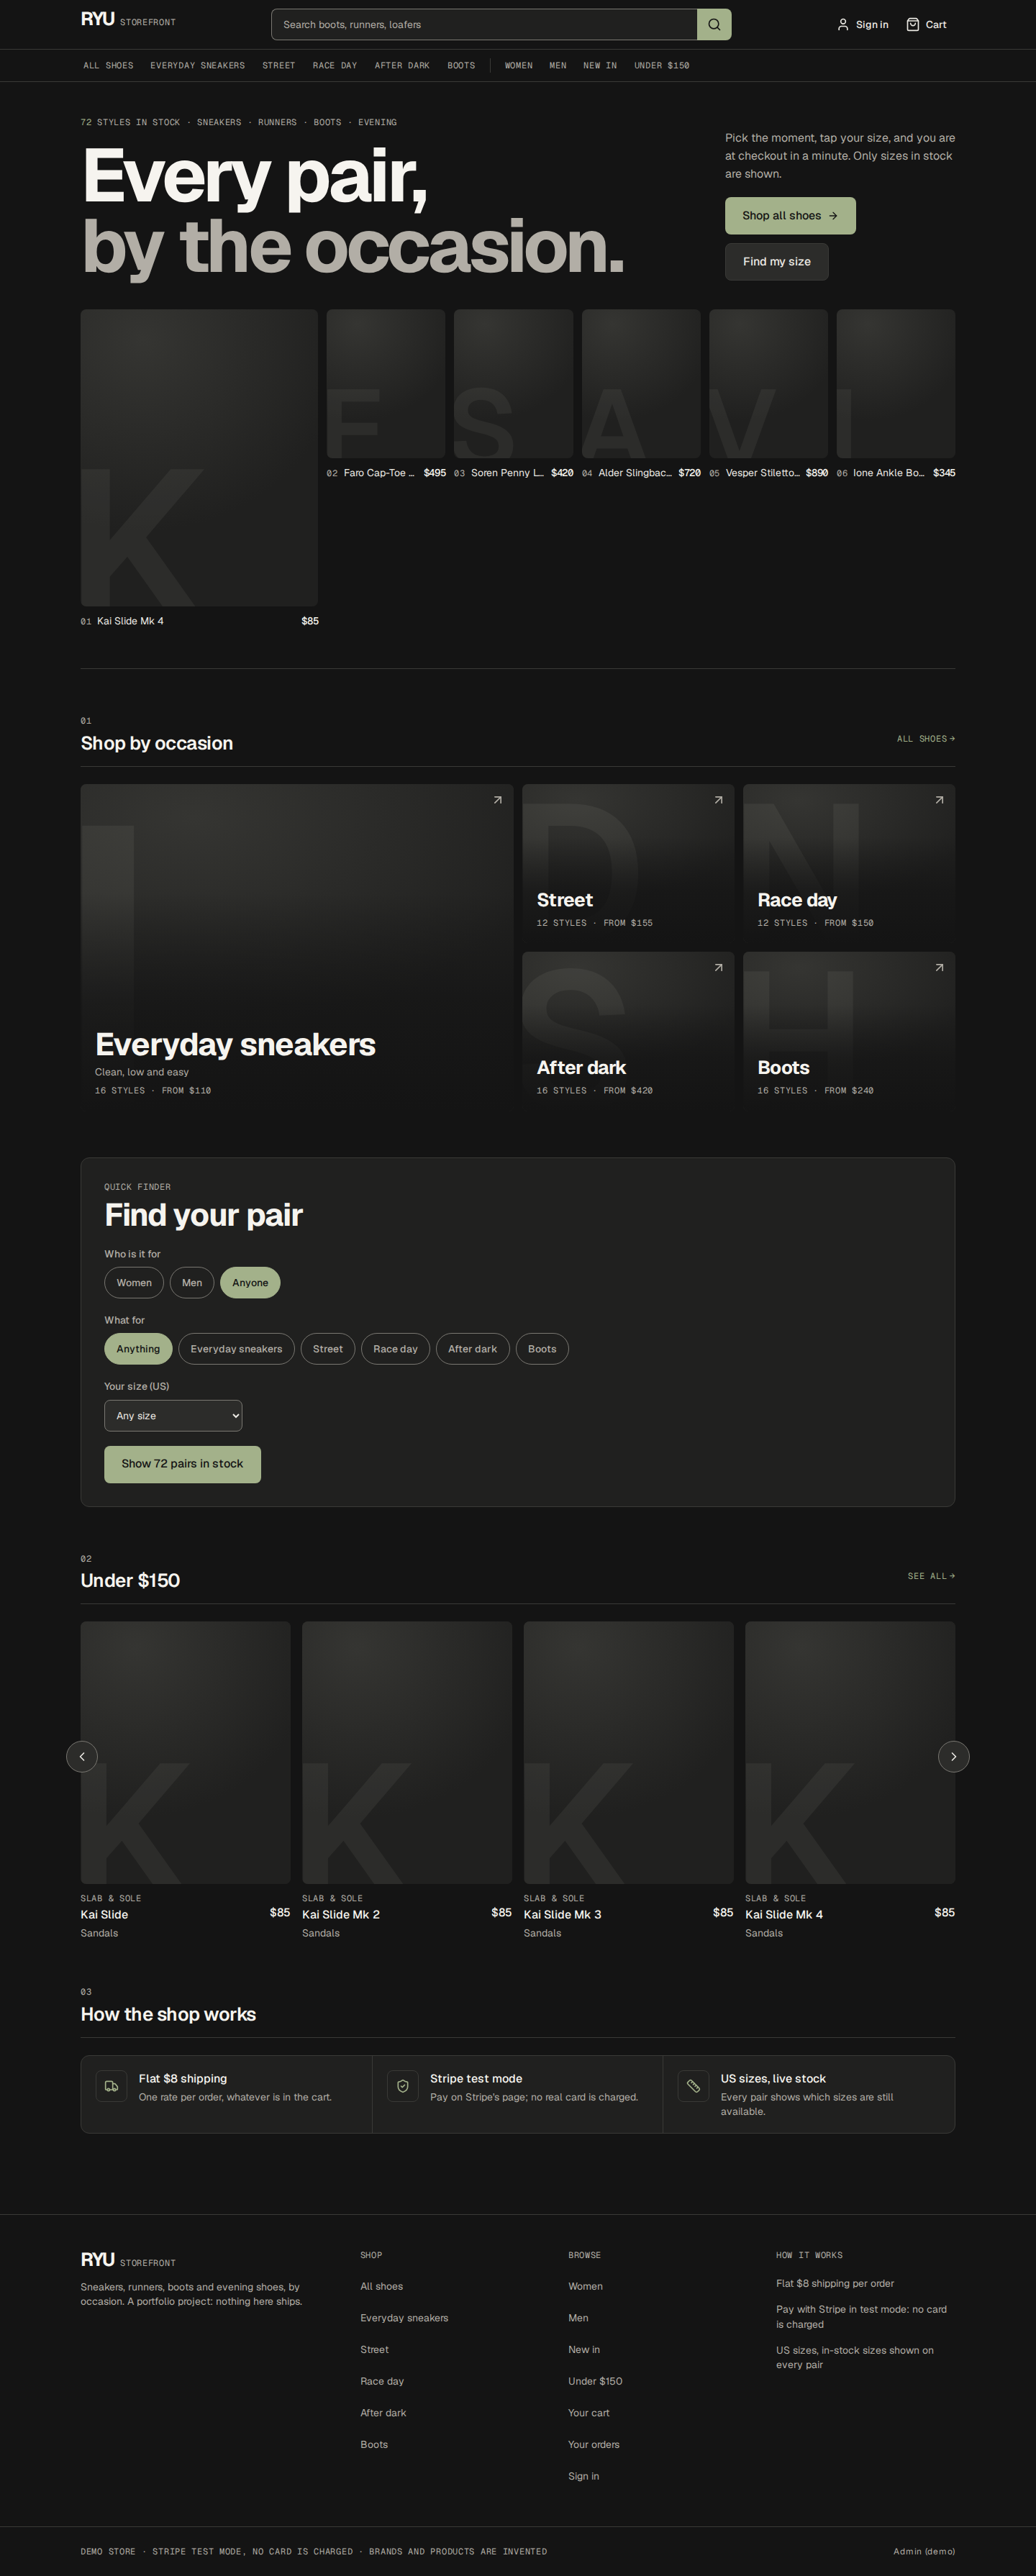 RYU STOREFRONT
Search boots, runners, loafers
Sign in
Cart
ALL SHOES
EVERYDAY SNEAKERS
STREET
RACE DAY
AFTER DARK
BOOTS
WOMEN
MEN
NEW IN
UNDER $150
72 STYLES IN STOCK · SNEAKERS · RUNNERS · BOOTS · EVENING
Every pair,
by the occasion.
Pick the moment, tap your size, and you are
at checkout in a minute. Only sizes in stock
are shown.
Shop all shoes →
Find my size
K
01 Kai Slide Mk 4 $85
F
02 Faro Cap-Toe ... $495
S
03 Soren Penny L... $420
A
04 Alder Slingbac... $720
V
05 Vesper Stiletto... $890
I
06 Ione Ankle Bo... $345
01
Shop by occasion
ALL SHOES →
I
Everyday sneakers
Clean, low and easy
16 STYLES · FROM $110
D
Street
12 STYLES · FROM $155
N
Race day
12 STYLES · FROM $150
S
After dark
16 STYLES · FROM $420
H
Boots
16 STYLES · FROM $240
QUICK FINDER
Find your pair
Who is it for
Women
Men
Anyone
What for
Anything
Everyday sneakers
Street
Race day
After dark
Boots
Your size (US)
Any size
Show 72 pairs in stock
02
Under $150
SEE ALL →
K
SLAB & SOLE
Kai Slide $85
Sandals
K
SLAB & SOLE
Kai Slide Mk 2 $85
Sandals
K
SLAB & SOLE
Kai Slide Mk 3 $85
Sandals
K
SLAB & SOLE
Kai Slide Mk 4 $85
Sandals
03
How the shop works
Flat $8 shipping
One rate per order, whatever is in the cart.
Stripe test mode
Pay on Stripe's page; no real card is charged.
US sizes, live stock
Every pair shows which sizes are still
available.
RYU STOREFRONT
Sneakers, runners, boots and evening shoes, by
occasion. A portfolio project: nothing here ships.
SHOP
All shoes
Everyday sneakers
Street
Race day
After dark
Boots
BROWSE
Women
Men
New in
Under $150
Your cart
Your orders
Sign in
HOW IT WORKS
Flat $8 shipping per order
Pay with Stripe in test mode: no card
is charged
US sizes, in-stock sizes shown on
every pair
DEMO STORE · STRIPE TEST MODE, NO CARD IS CHARGED · BRANDS AND PRODUCTS ARE INVENTED
Admin (demo)